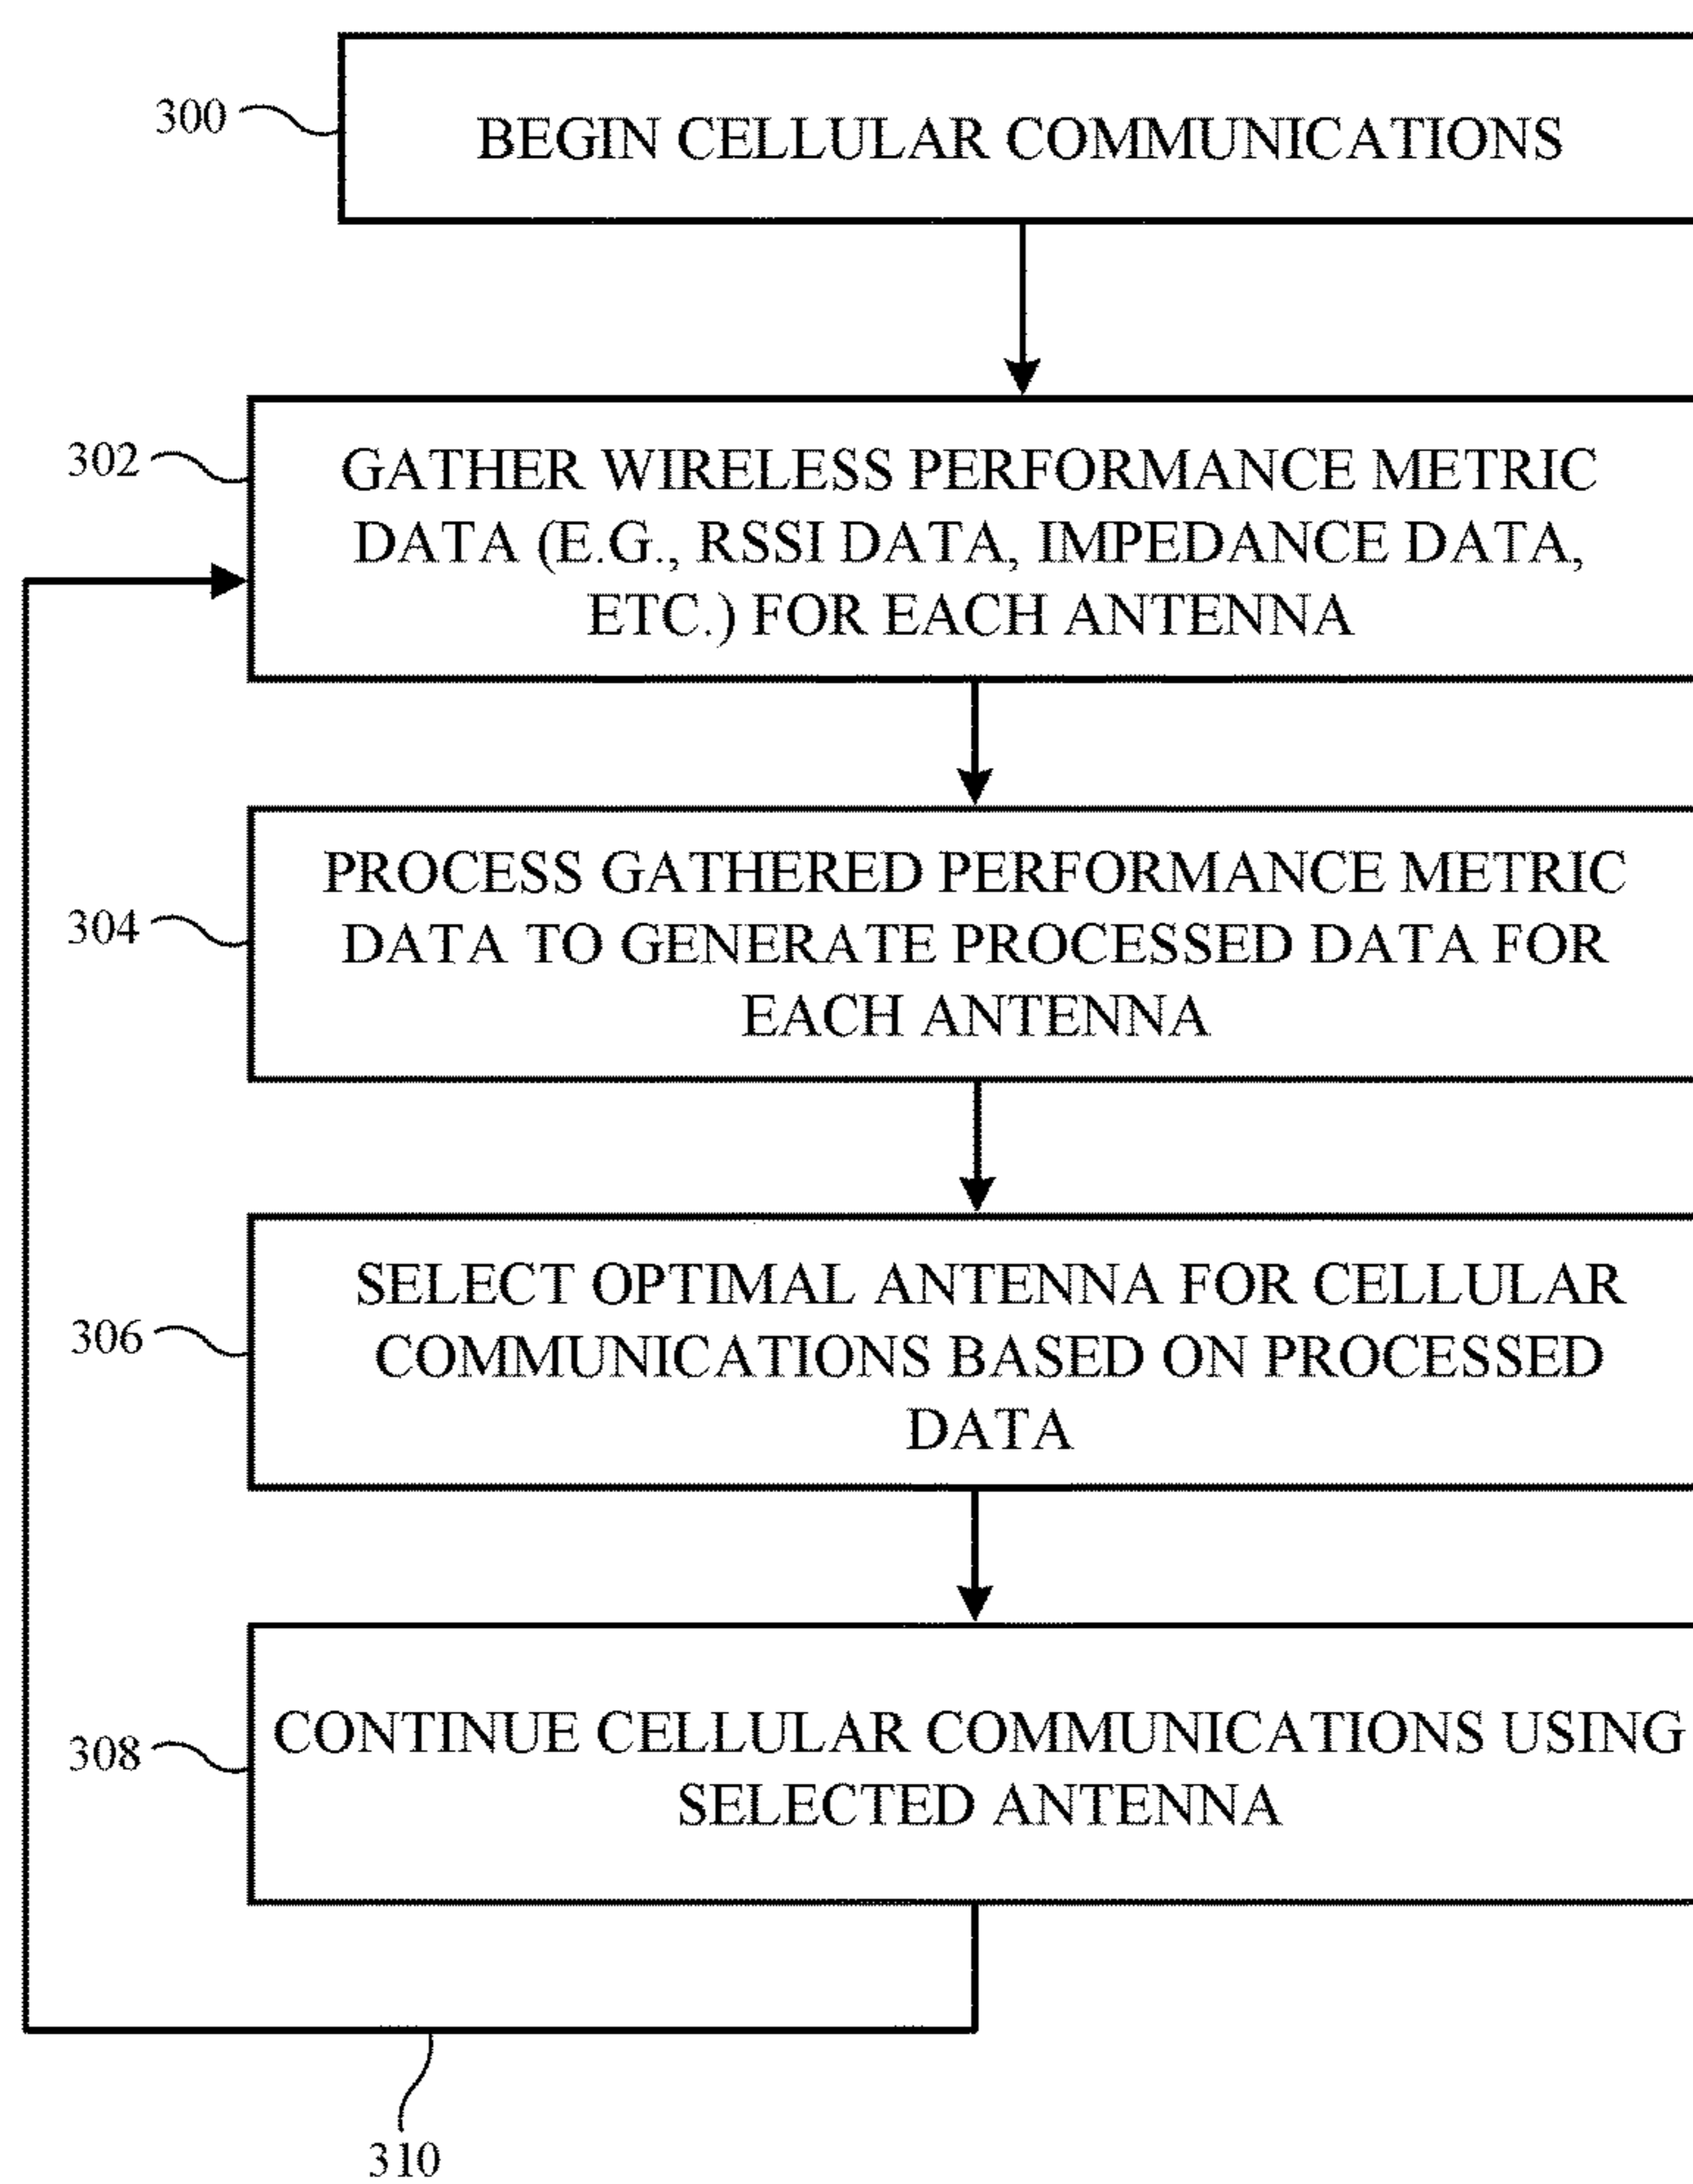 300
BEGIN CELLULAR COMMUNICATIONS
302
GATHER WIRELESS PERFORMANCE METRIC
DATA (E.G., RSSI DATA, IMPEDANCE DATA,
ETC.) FOR EACH ANTENNA
304
PROCESS GATHERED PERFORMANCE METRIC
DATA TO GENERATE PROCESSED DATA FOR
EACH ANTENNA
306
SELECT OPTIMAL ANTENNA FOR CELLULAR
COMMUNICATIONS BASED ON PROCESSED
DATA
308
CONTINUE CELLULAR COMMUNICATIONS USING
SELECTED ANTENNA
310